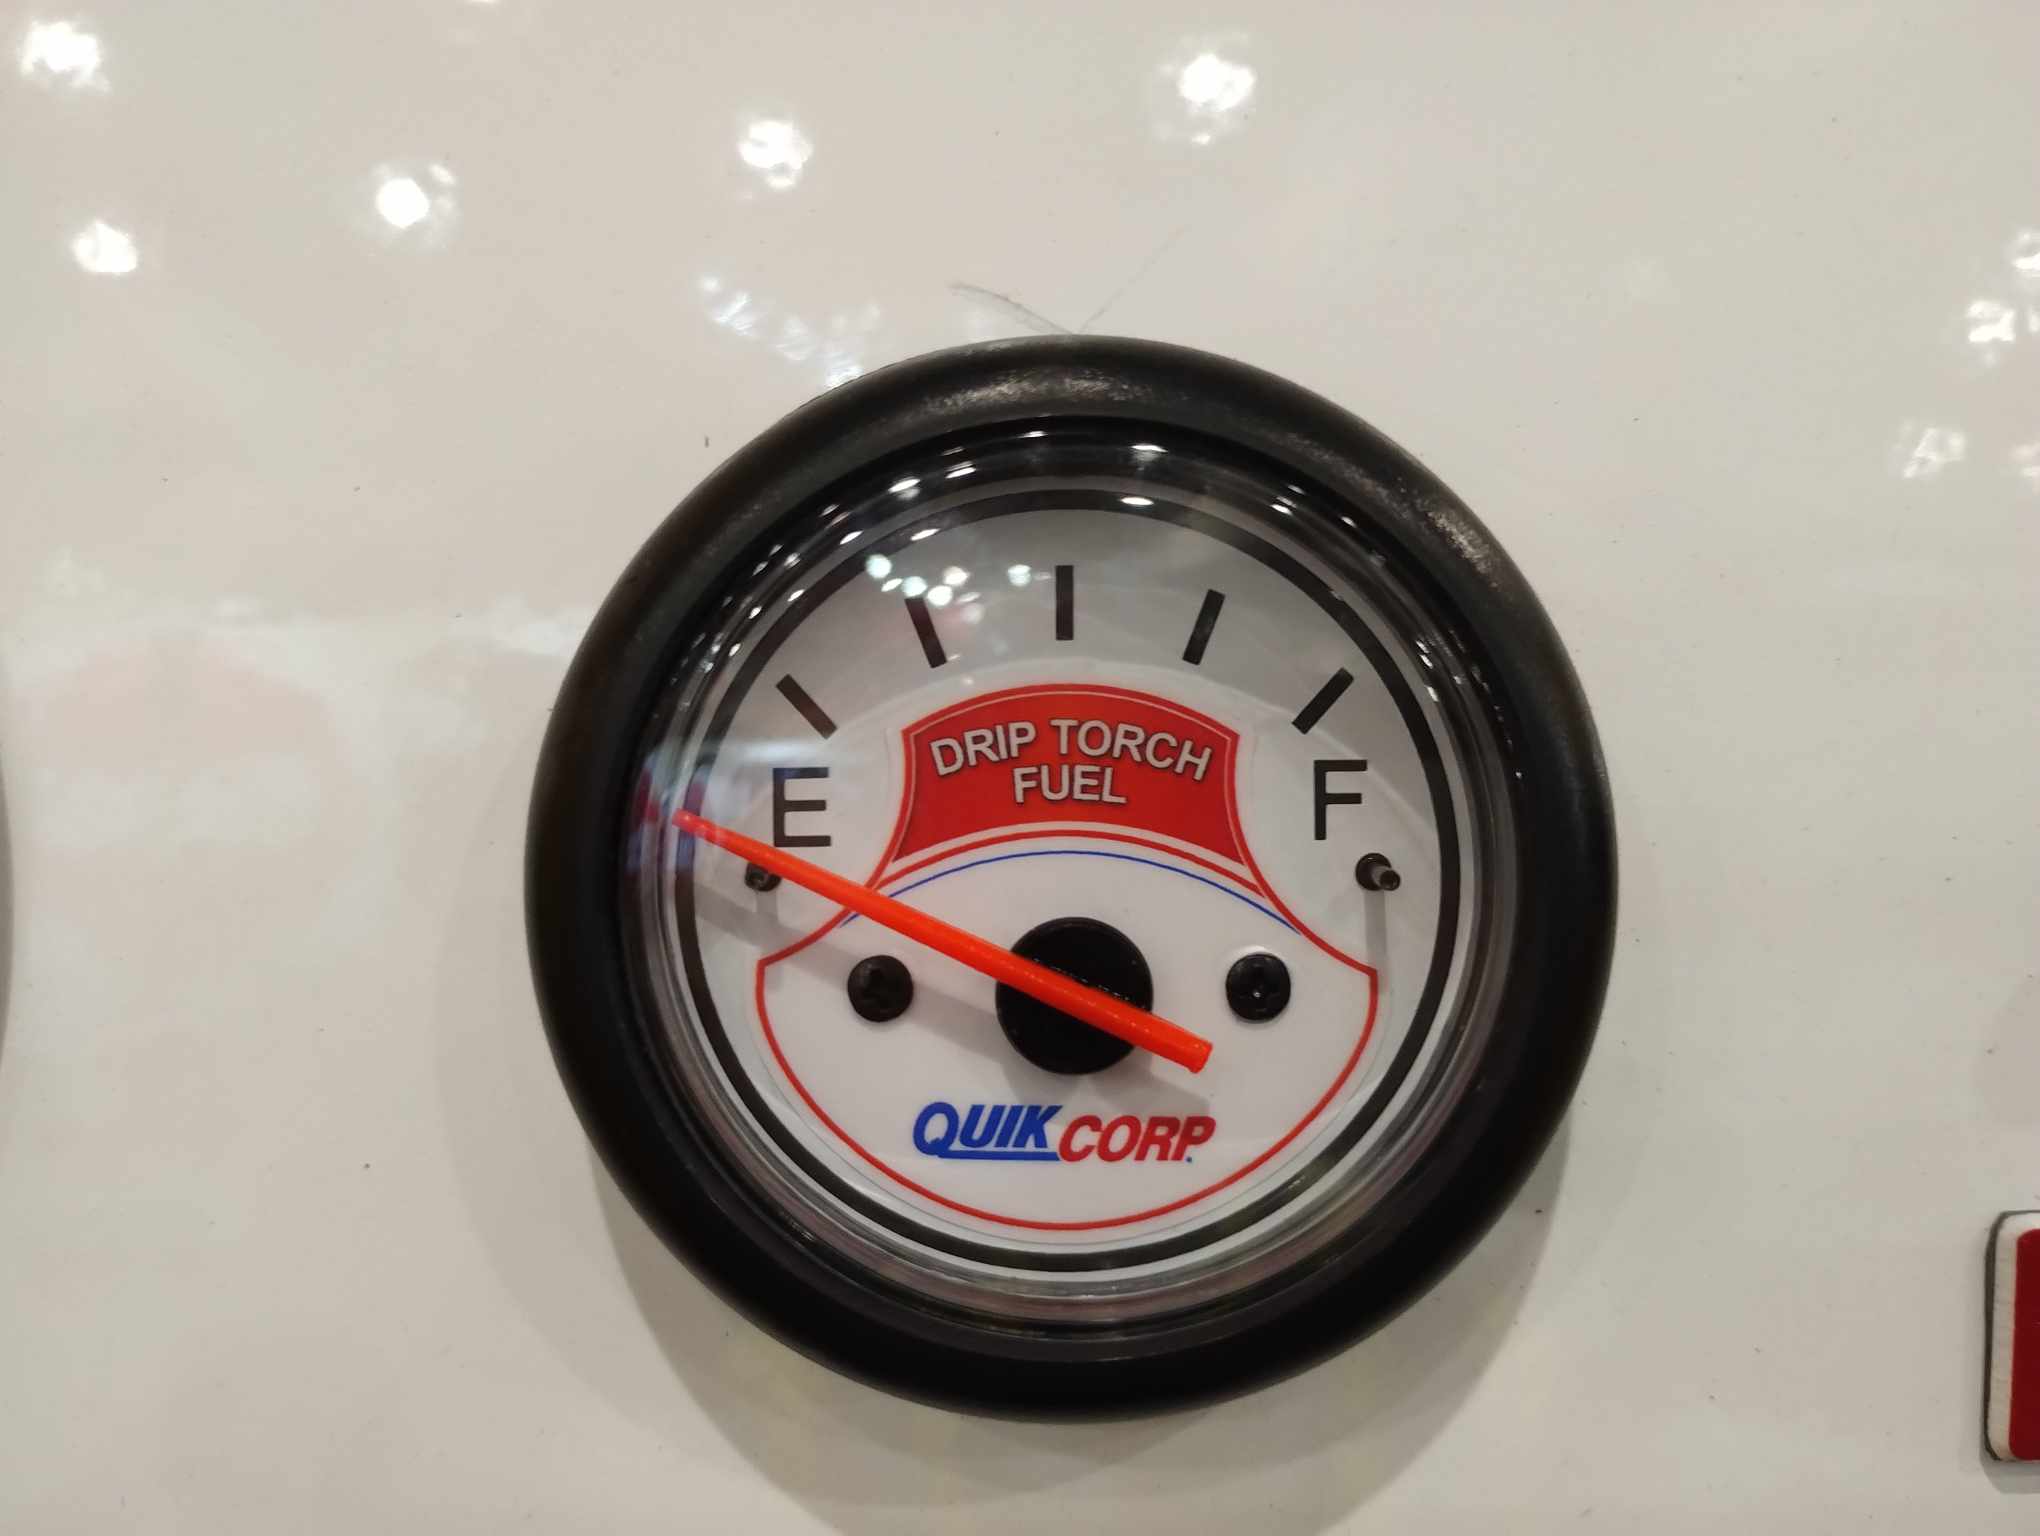 DRIP TORCH
FUEL
E
F
QUIKCORP.